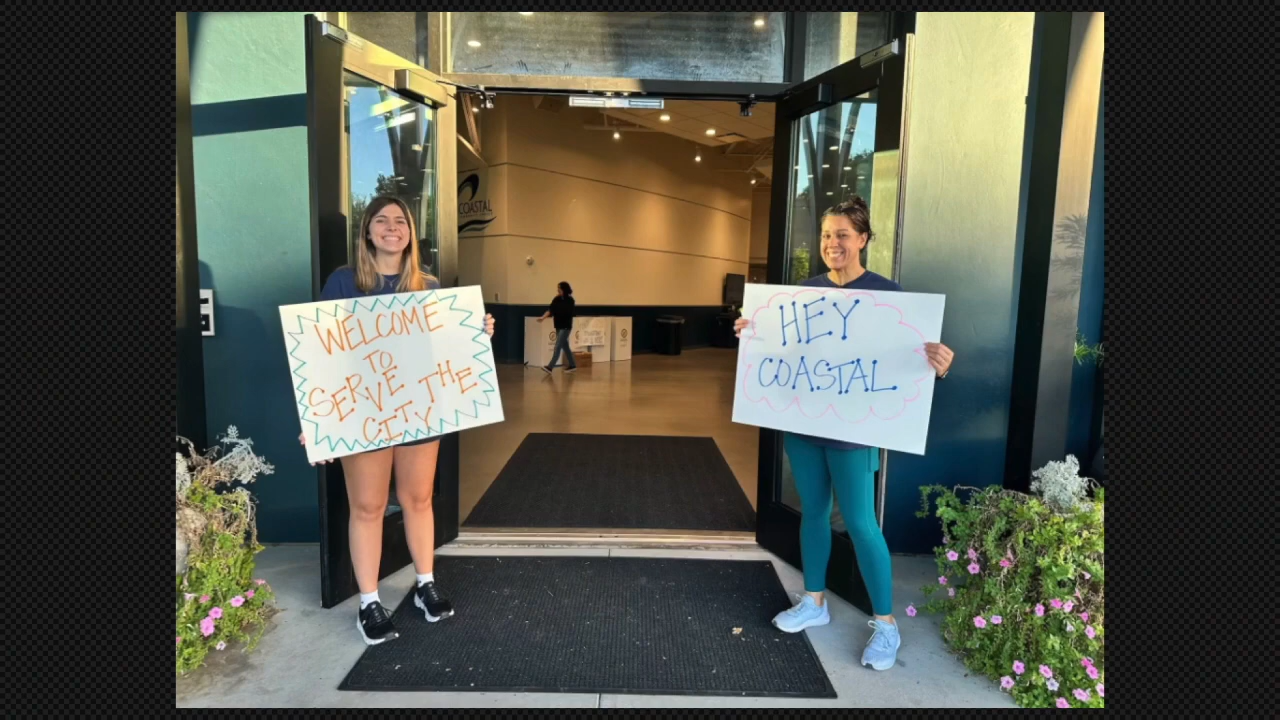 WELCOME
TO
SERVE THE
CITY
HEY
COASTAL
COASTAL